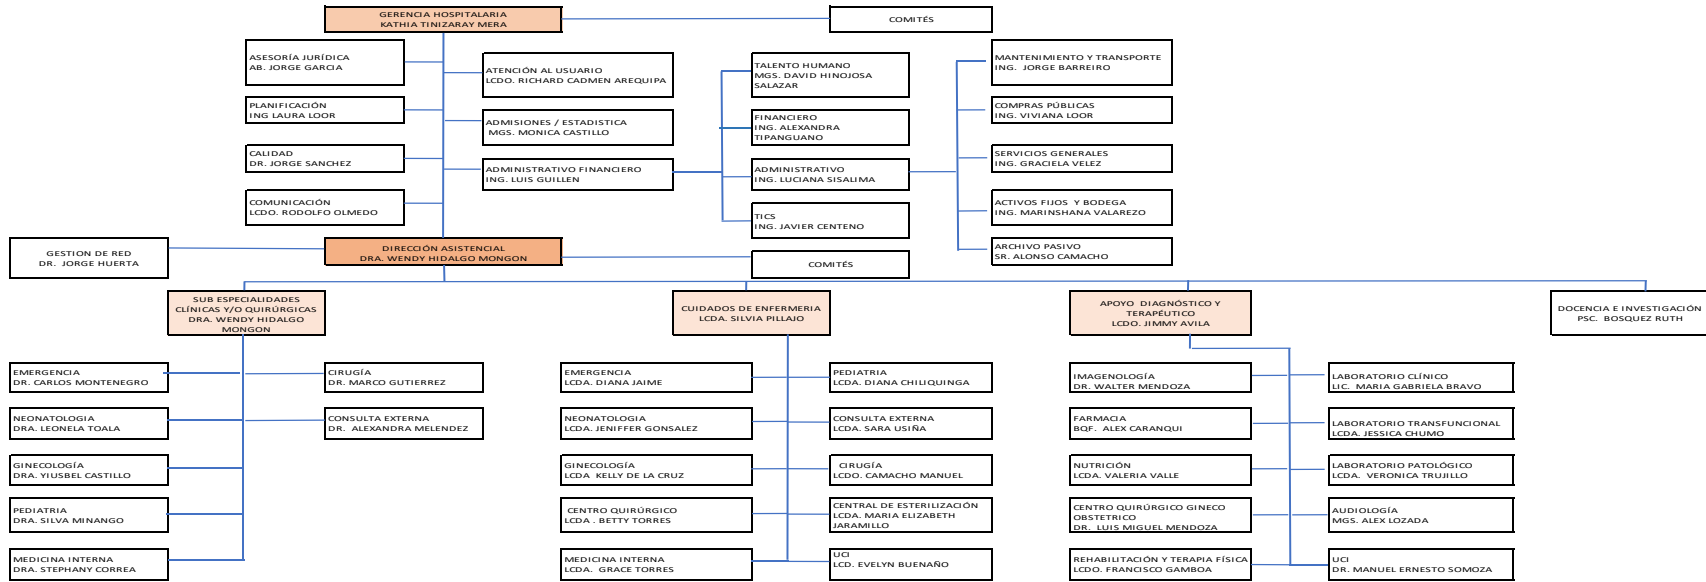 GERENCIA HOSPITALARIA
KATHIA TINIZARAY MERA
COMITÉS
ASESORÍA JURÍDICA
AB. JORGE GARCIA
PLANIFICACIÓN
ING LAURA LOOR
CALIDAD
DR. JORGE SANCHEZ
COMUNICACIÓN
LCDO. RODOLFO OLMEDO
ATENCIÓN AL USUARIO
LCDO. RICHARD CADMEN AREQUIPA
ADMISIONES / ESTADISTICA
MGS. MONICA CASTILLO
ADMINISTRATIVO FINANCIERO
ING. LUIS GUILLEN
TALENTO HUMANO
MGS. DAVID HINOJOSA
SALAZAR
FINANCIERO
ING. ALEXANDRA
TIPANGUANO
ADMINISTRATIVO
ING. LUCIANA SISALIMA
TICS
ING. JAVIER CENTENO
MANTENIMIENTO Y TRANSPORTE
ING. JORGE BARREIRO
COMPRAS PÚBLICAS
ING. VIVIANA LOOR
SERVICIOS GENERALES
ING. GRACIELA VELEZ
ACTIVOS FIJOS Y BODEGA
ING. MARINSHANA VALAREZO
ARCHIVO PASIVO
SR. ALONSO CAMACHO
GESTION DE RED
DR. JORGE HUERTA
DIRECCIÓN ASISTENCIAL
DRA. WENDY HIDALGO MONGON
COMITÉS
SUB ESPECIALIDADES
CLÍNICAS Y/O QUIRÚRGICAS
DRA. WENDY HIDALGO
MONGON
CUIDADOS DE ENFERMERIA
LCDA. SILVIA PILLAJO
APOYO DIAGNÓSTICO Y
TERAPÉUTICO
LCDO. JIMMY AVILA
DOCENCIA E INVESTIGACIÓN
PSC. BOSQUEZ RUTH
EMERGENCIA
DR. CARLOS MONTENEGRO
NEONATOLOGIA
DRA. LEONELA TOALA
GINECOLOGÍA
DRA. YIUSBEL CASTILLO
PEDIATRIA
DRA. SILVA MINANGO
MEDICINA INTERNA
DRA. STEPHANY CORREA
CIRUGÍA
DR. MARCO GUTIERREZ
CONSULTA EXTERNA
DR. ALEXANDRA MELENDEZ
EMERGENCIA
LCDA. DIANA JAIME
NEONATOLOGIA
LCDA. JENIFFER GONSALEZ
GINECOLOGÍA
LCDA KELLY DE LA CRUZ
CENTRO QUIRÚRGICO
LCDA . BETTY TORRES
MEDICINA INTERNA
LCDA. GRACE TORRES
PEDIATRIA
LCDA. DIANA CHILIQUINGA
CONSULTA EXTERNA
LCDA. SARA USIÑA
CIRUGÍA
LCDO. CAMACHO MANUEL
CENTRAL DE ESTERILIZACIÓN
LCDA. MARIA ELIZABETH
JARAMILLO
UCI
LCD. EVELYN BUENAÑO
IMAGENOLOGÍA
DR. WALTER MENDOZA
FARMACIA
BQF. ALEX CARANQUI
NUTRICIÓN
LCDA. VALERIA VALLE
CENTRO QUIRÚRGICO GINECO
OBSTETRICO
DR. LUIS MIGUEL MENDOZA
REHABILITACIÓN Y TERAPIA FÍSICA
LCDO. FRANCISCO GAMBOA
LABORATORIO CLÍNICO
LIC. MARIA GABRIELA BRAVO
LABORATORIO TRANSFUNCIONAL
LCDA. JESSICA CHUMO
LABORATORIO PATOLÓGICO
LCDA. VERONICA TRUJILLO
AUDIOLOGÍA
MGS. ALEX LOZADA
UCI
DR. MANUEL ERNESTO SOMOZA